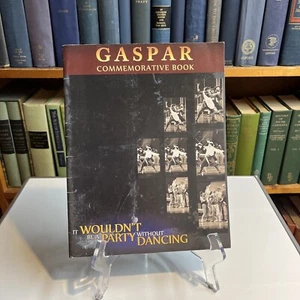 GASPAR
COMMEMORATIVE BOOK
IT WOULDN'T
BE A PARTY WITHOUT
DANCING